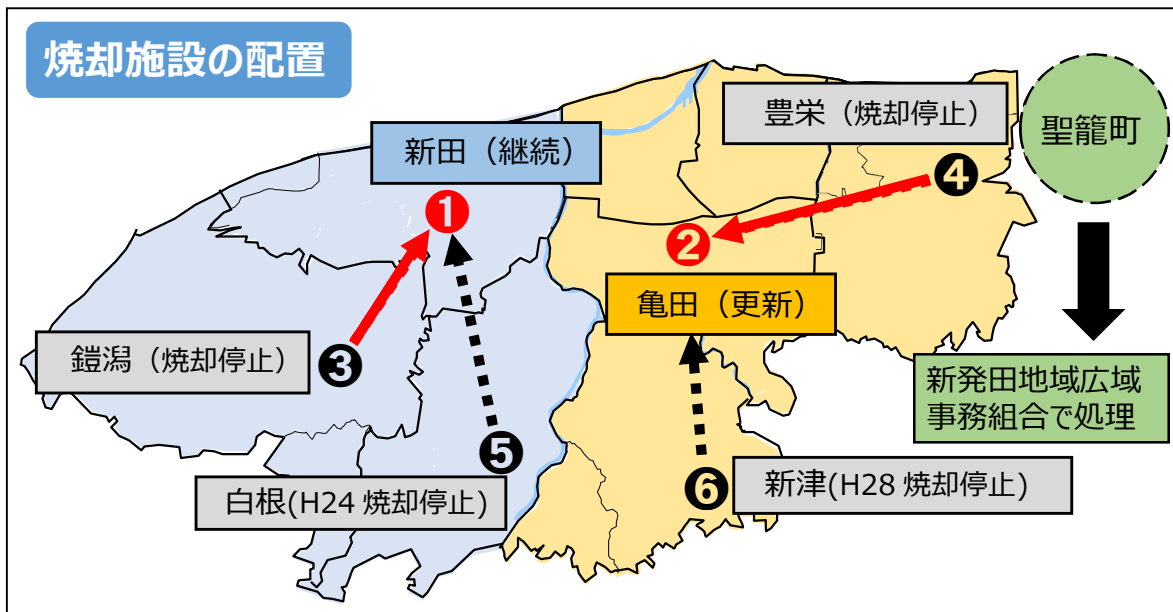 焼却施設の配置
豊栄（焼却停止）
聖籠町
新田（継続）
❹
❶
❷
亀田（更新）
鎧潟（焼却停止）
❸
新発田地域広域
事務組合で処理
❺
白根(H24 焼却停止)
❻
新津(H28 焼却停止)